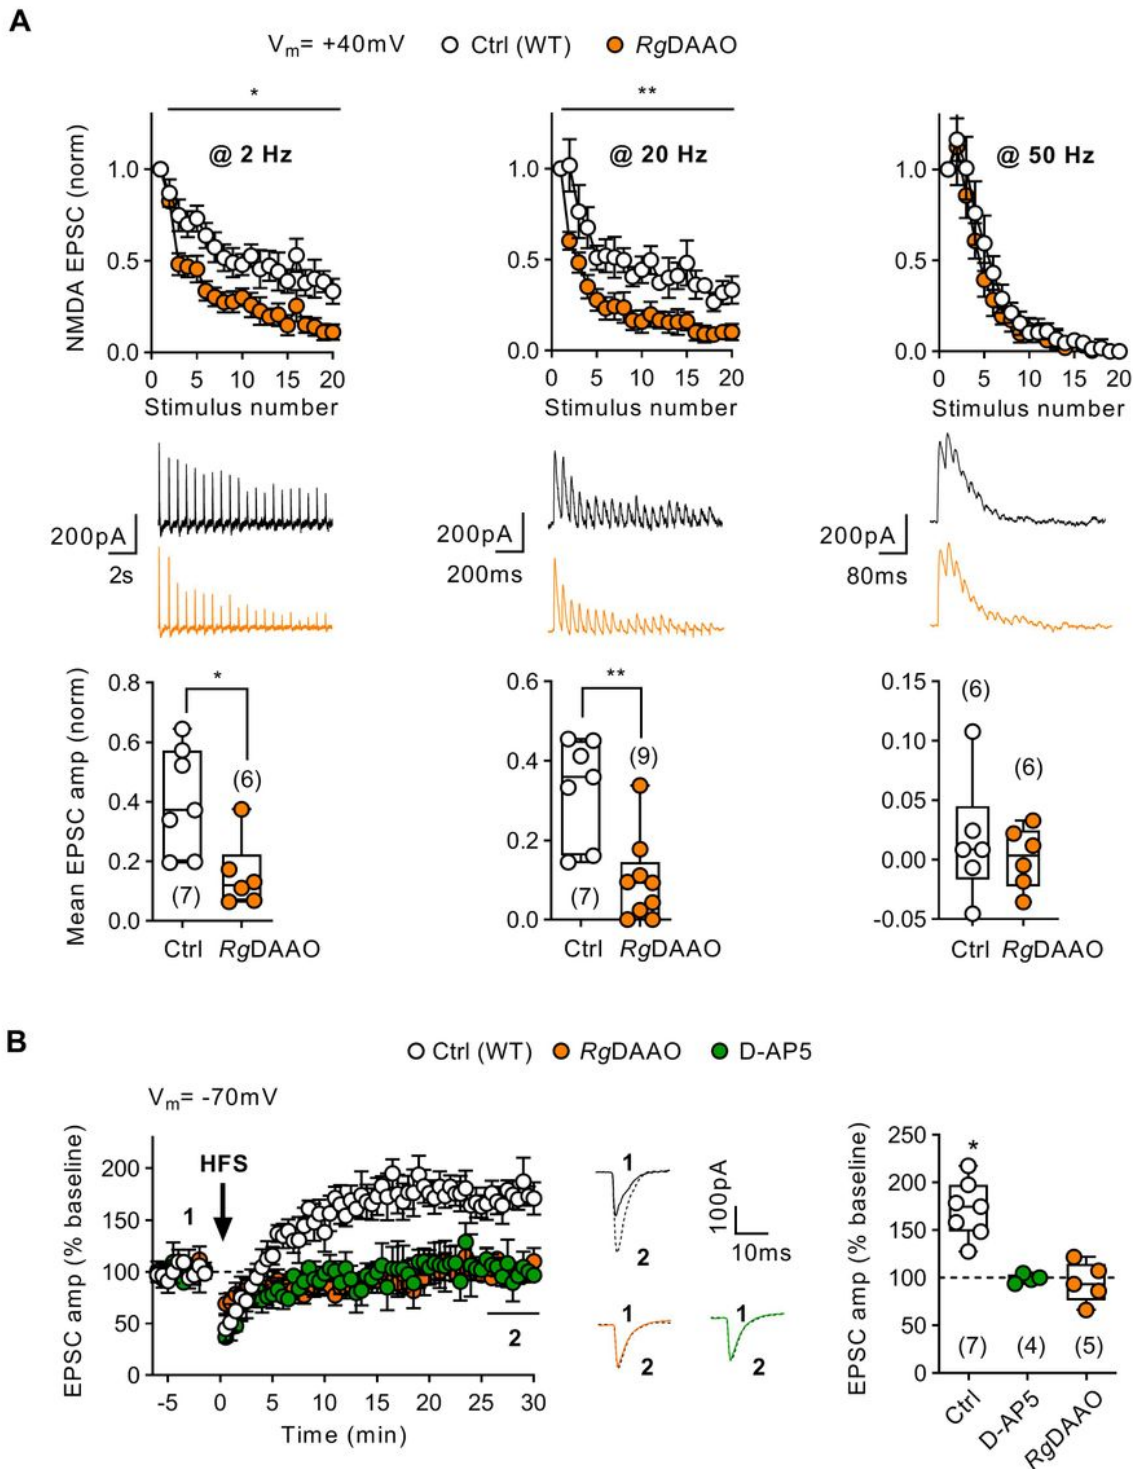 A
Vm= +40mV Ctrl (WT) RgDAAO
* **
@ 2 Hz @ 20 Hz @ 50 Hz
NMDA EPSC (norm)
1.0 1.0 1.0
0.5 0.5 0.5
0.0 0.0 0.0
0 5 10 15 20 0 5 10 15 20 0 5 10 15 20
Stimulus number Stimulus number Stimulus number
200pA 200pA 200pA
2s 200ms 80ms
Mean EPSC amp (norm)
0.8
0.6
0.4
0.2
0.0
*
(6)
(7)
Ctrl RgDAAO
0.6
0.4
0.2
0.0
**
(9)
(7)
Ctrl RgDAAO
0.15
0.10
0.05
0.00
-0.05
(6)
(6)
Ctrl RgDAAO
B
Ctrl (WT) RgDAAO D-AP5
Vm= -70mV
EPSC amp (% baseline)
200
150
100
50
0
HFS
1
2
-5 0 5 10 15 20 25 30
Time (min)
1
2
100pA
10ms
1 1
2 2
EPSC amp (% baseline)
250
200
150
100
50
0
*
(7) (4) (5)
Ctrl
D-AP5
RgDAAO